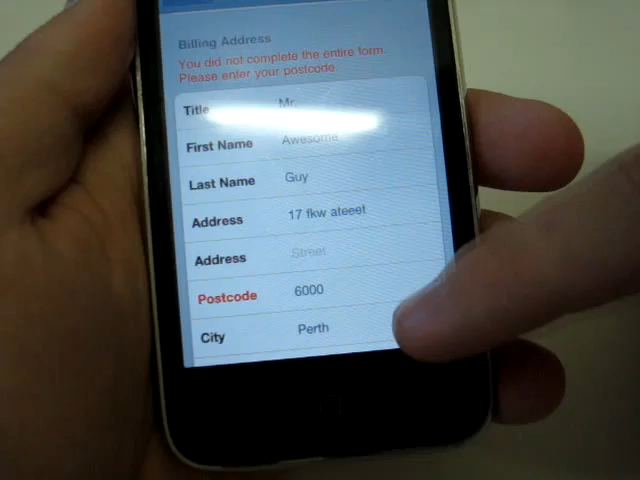 Billing Address
You did not complete the entire form.
Please enter your postcode.
Title Mr.
First Name Awesome
Last Name Guy
Address 17 fkw ateeet
Address Street
Postcode 6000
City Perth